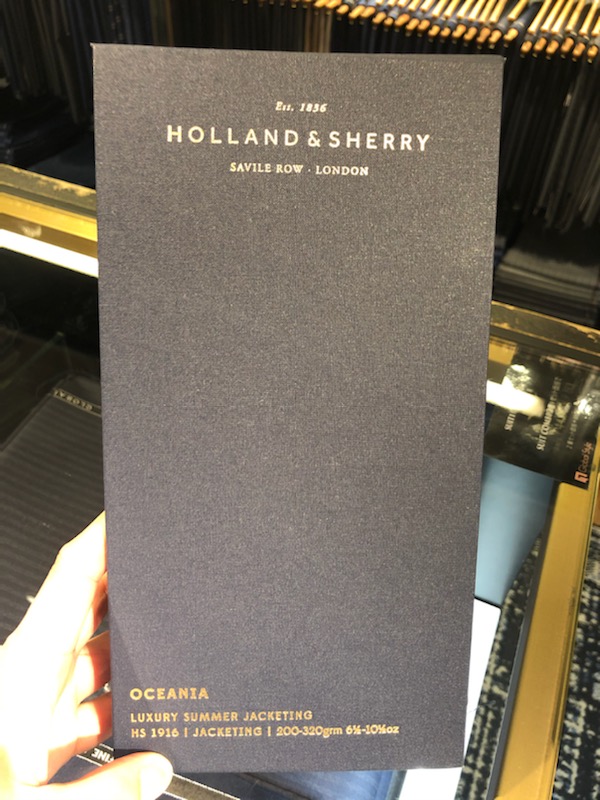 Est. 1836
HOLLAND & SHERRY
SAVILE ROW · LONDON
OCEANIA
LUXURY SUMMER JACKETING
HS 1916 | JACKETING | 200-320grm 6½-10½oz